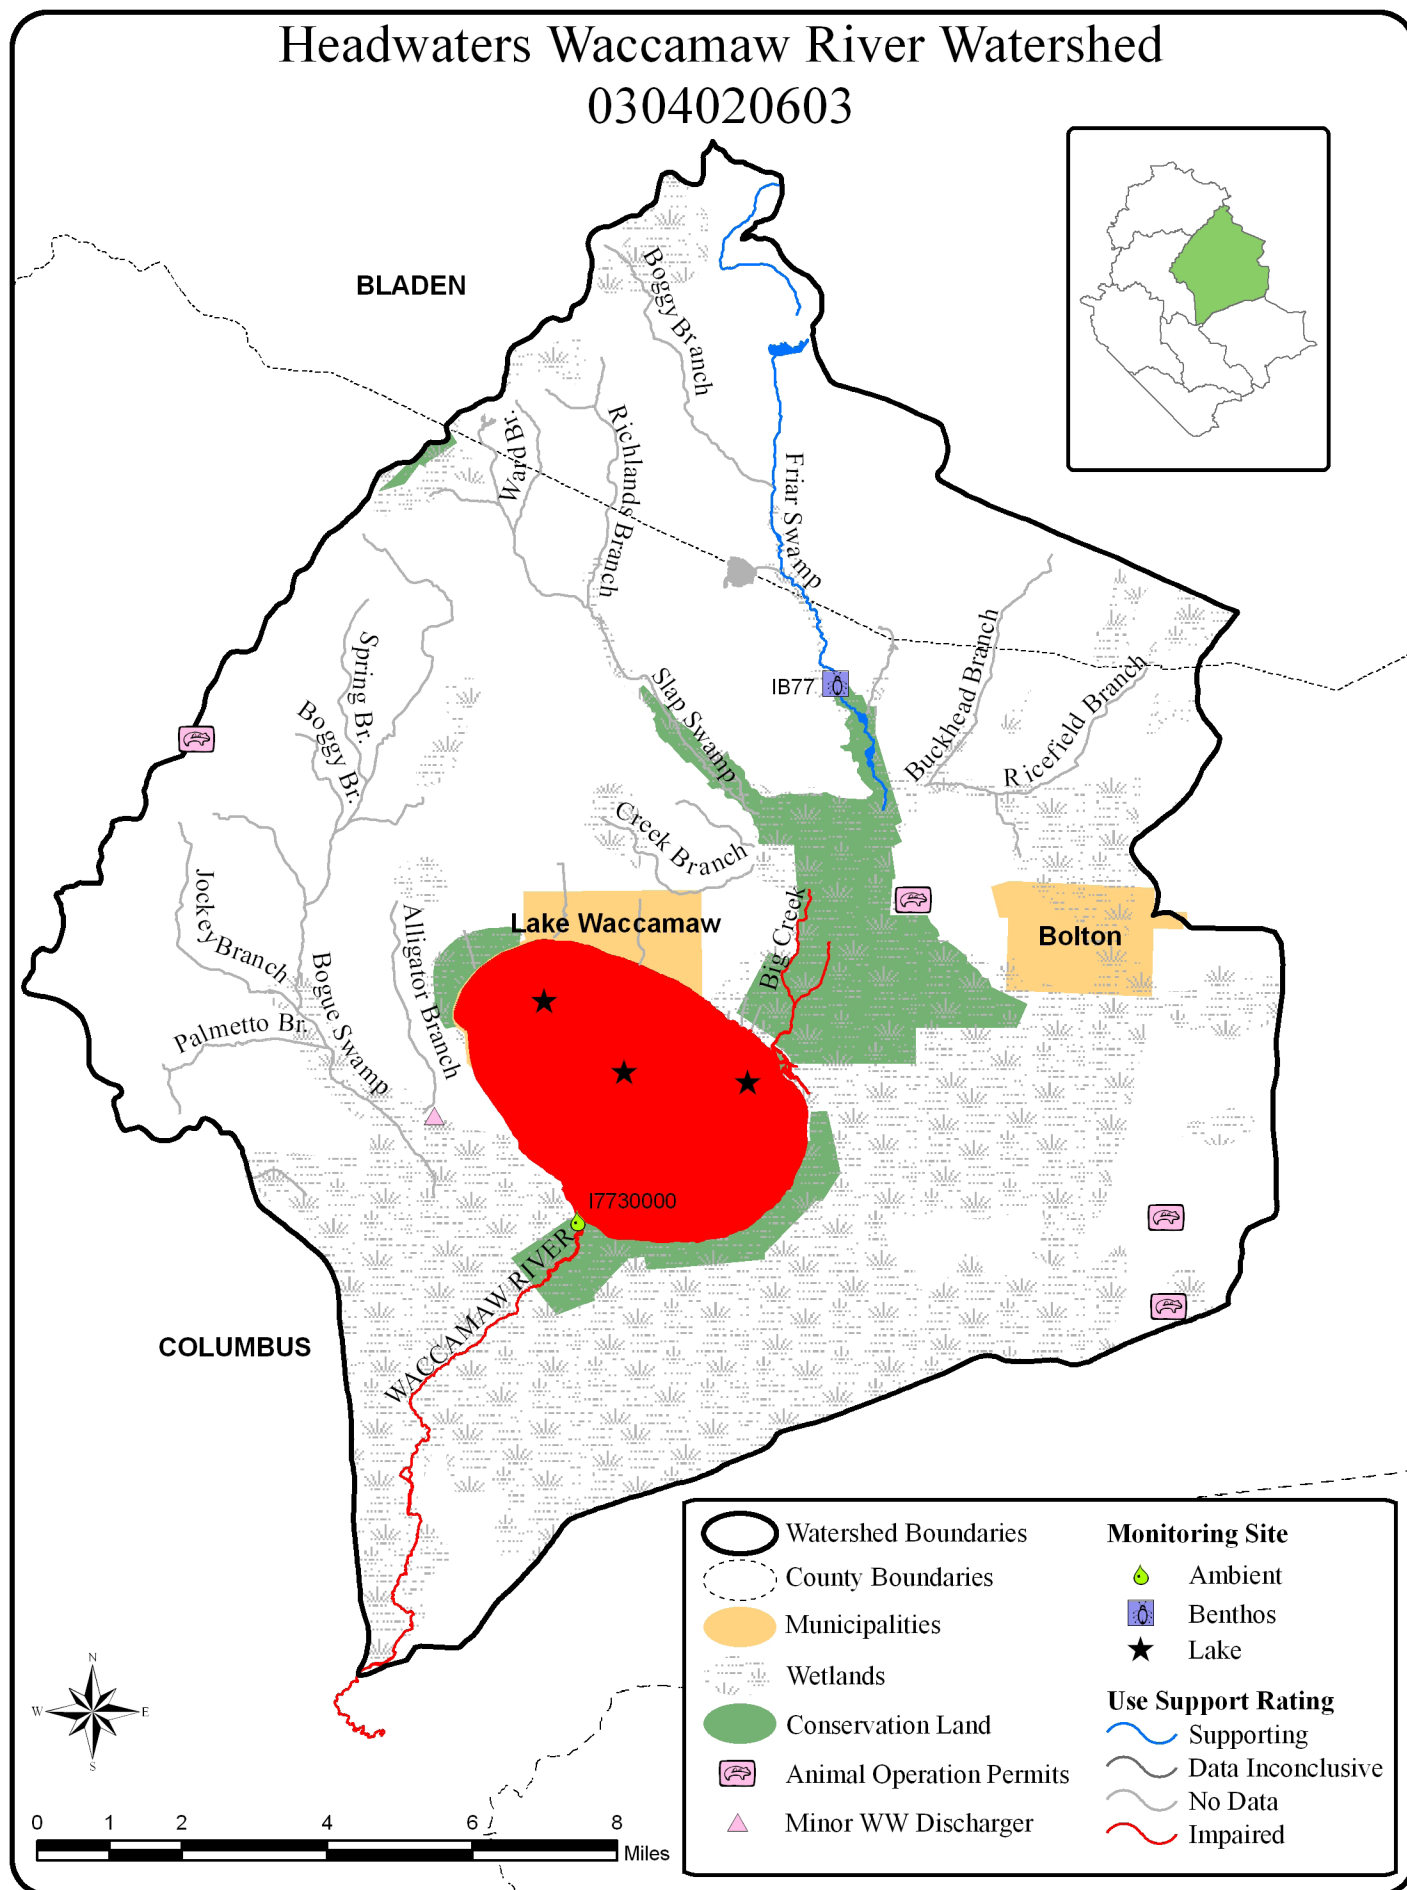 Headwaters Waccamaw River Watershed
0304020603
BLADEN
Boggy Branch
Ward Br.
Richlands Branch
Friar Swamp
Spring Br.
Boggy Br.
Slap Swamp
IB77
Buckhead Branch
Ricefield Branch
Creek Branch
Jockey Branch
Alligator Branch
Lake Waccamaw
Big Creek
Bolton
Bogue Swamp
Palmetto Br.
I7730000
WACCAMAW RIVER
COLUMBUS
Watershed Boundaries
County Boundaries
Municipalities
Wetlands
Conservation Land
Animal Operation Permits
Minor WW Discharger
Monitoring Site
Ambient
Benthos
Lake
Use Support Rating
Supporting
Data Inconclusive
No Data
Impaired
N
W E
S
0 1 2 4 6 8
Miles